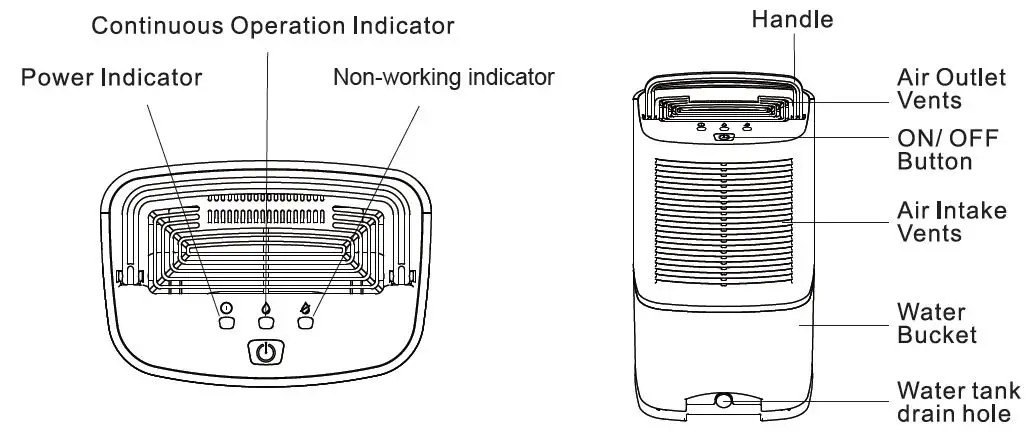 Continuous Operation Indicator
Power Indicator
Non-working indicator
Handle
Air Outlet
Vents
ON/ OFF
Button
Air Intake
Vents
Water
Bucket
Water tank
drain hole